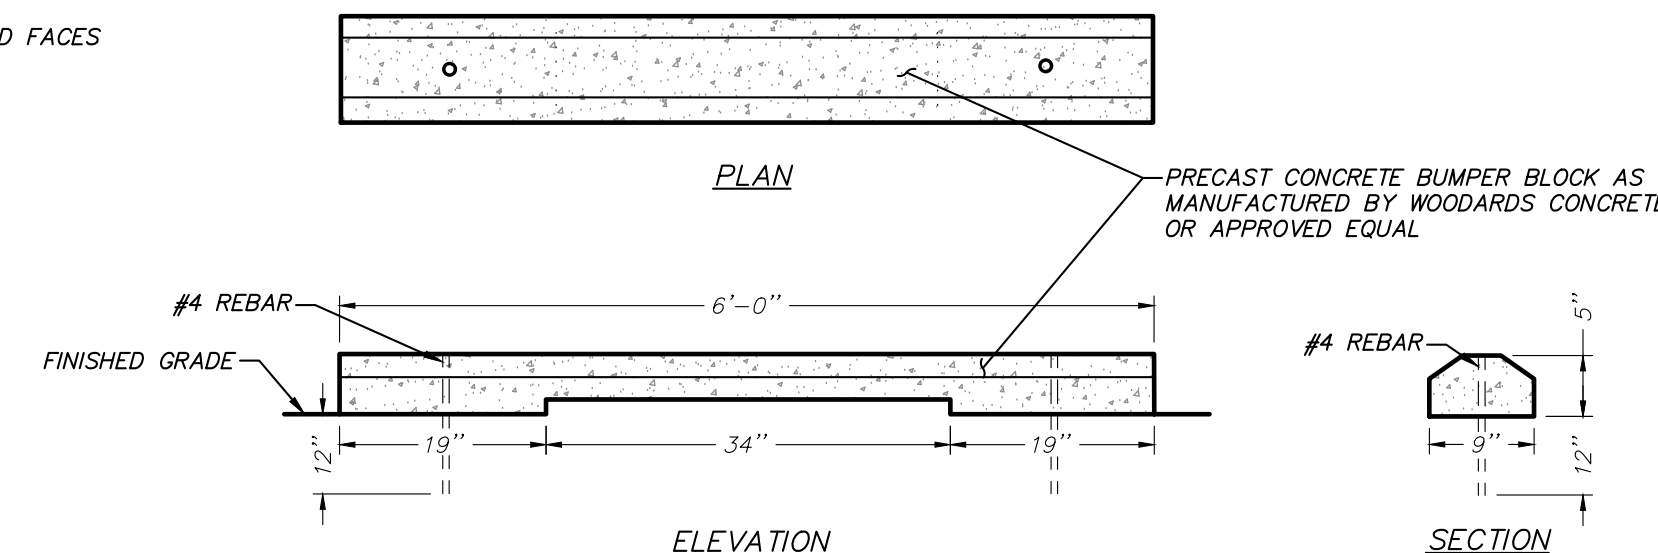 D FACES
PLAN
PRECAST CONCRETE BUMPER BLOCK AS
MANUFACTURED BY WOODARDS CONCRETE
OR APPROVED EQUAL
#4 REBAR
6'-0"
FINISHED GRADE
12"
19"
34"
19"
ELEVATION
#4 REBAR
5"
9"
12"
SECTION